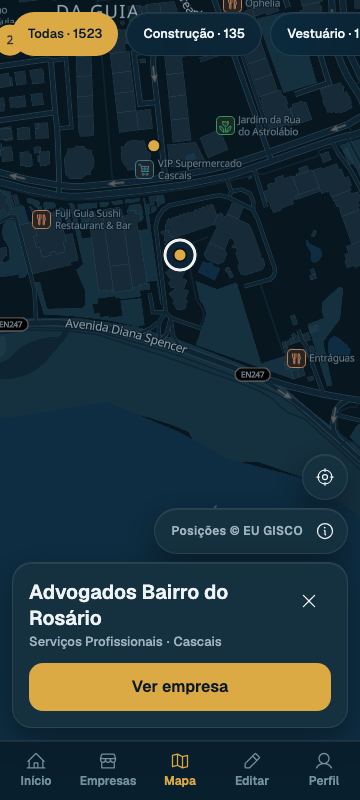 DA GUIA
Ophelia
2
Todas · 1523
Construção · 135
Vestuário · 1
Jardim da Rua
do Astrolábio
VIP Supermercado
Cascais
Fuji Guia Sushi
Restaurant & Bar
EN247
Avenida Diana Spencer
Entráguas
EN247
Posições © EU GISCO
Advogados Bairro do
Rosário
Serviços Profissionais · Cascais
Ver empresa
Início
Empresas
Mapa
Editar
Perfil